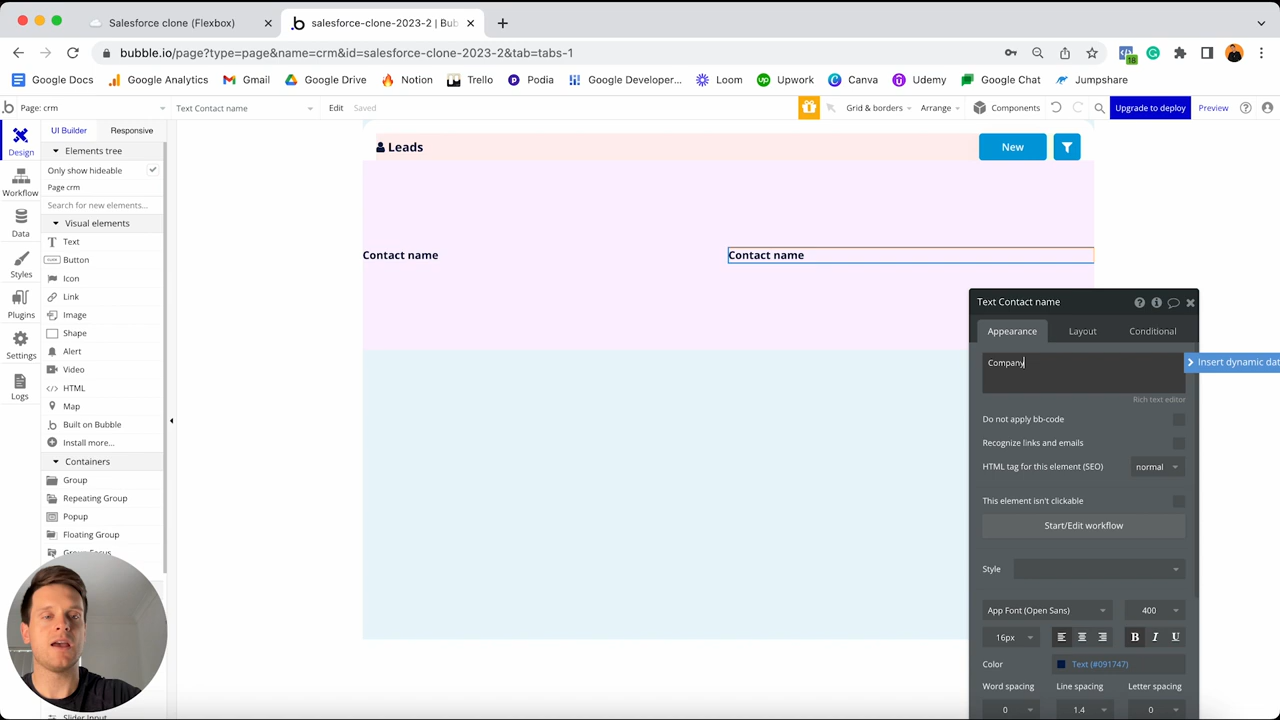 Salesforce clone (Flexbox)
salesforce-clone-2023-2 | Bub
bubble.io/page?type=page&name=crm&id=salesforce-clone-2023-2&tab=tabs-1
18
Google Docs Google Analytics Gmail Google Drive Notion Trello Podia Google Developer... Loom Upwork Canva Udemy Google Chat Jumpshare
Page: crm Text Contact name Edit Saved Grid & borders Arrange Components Upgrade to deploy Preview
UI Builder Responsive
Design
Workflow
Data
Styles
Plugins
Settings
Logs
Elements tree
Only show hideable
Page crm
Search for new elements...
Visual elements
Text
Button
Icon
Link
Image
Shape
Alert
Video
HTML
Map
Built on Bubble
Install more...
Containers
Group
Repeating Group
Popup
Floating Group
Group Focus
Slider Input
Leads New
Contact name Contact name
Text Contact name
Appearance Layout Conditional
Company
Insert dynamic dat
Rich text editor
Do not apply bb-code
Recognize links and emails
HTML tag for this element (SEO) normal
This element isn't clickable
Start/Edit workflow
Style
App Font (Open Sans) 400
16px B I U
Color Text (#091747)
Word spacing Line spacing Letter spacing
0 1.4 0